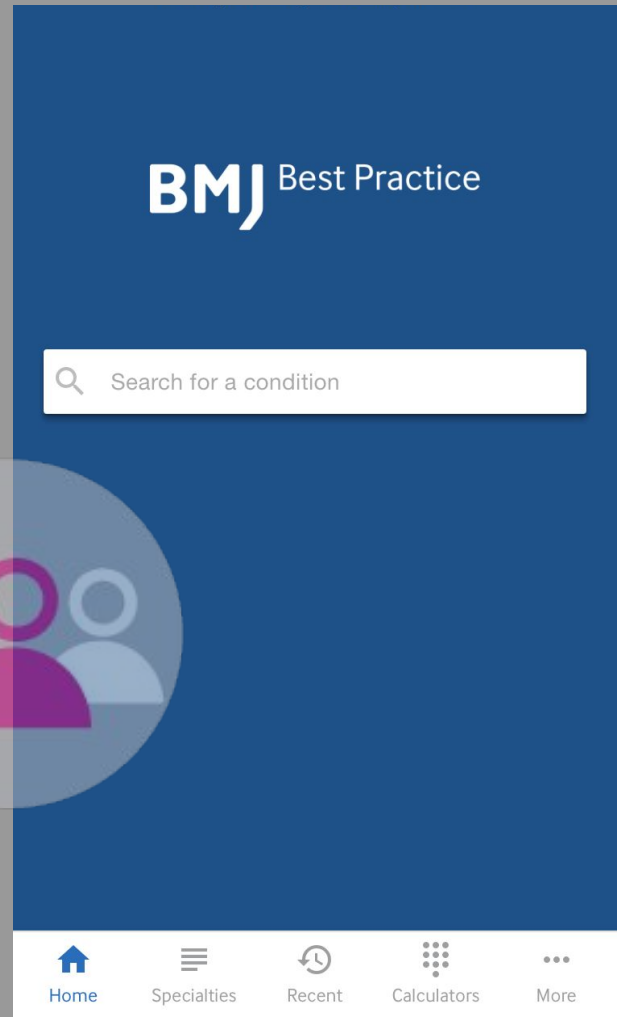 BMJ Best Practice
Search for a condition
Home Specialties Recent Calculators More